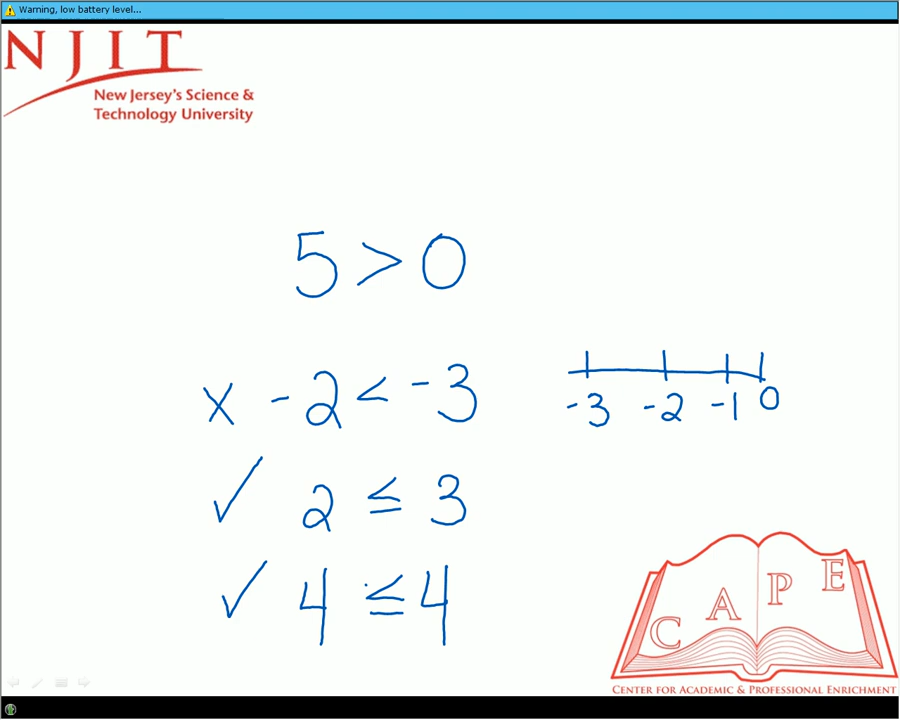 Warning, low battery level...
NJIT
New Jersey's Science &
Technology University
5 > 0
x -2 < -3
-3 -2 -1 0
✓ 2 ≤ 3
✓ 4 ≤ 4
C A P E
CENTER FOR ACADEMIC & PROFESSIONAL ENRICHMENT